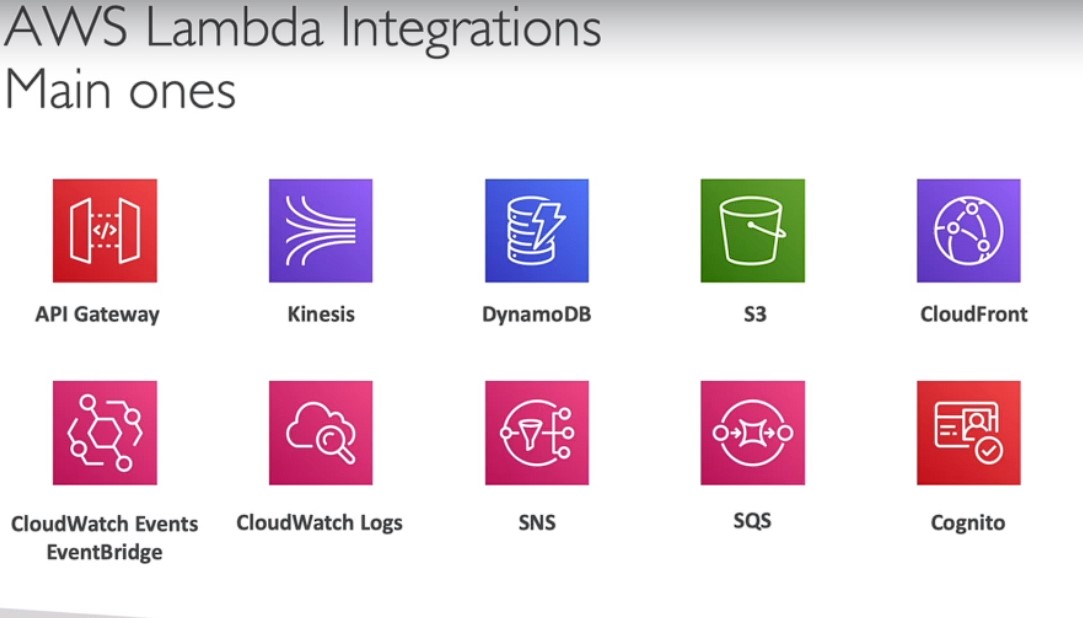 AWS Lambda Integrations
Main ones
</>
API Gateway
Kinesis
DynamoDB
S3
CloudFront
CloudWatch Events
EventBridge
CloudWatch Logs
SNS
SQS
Cognito